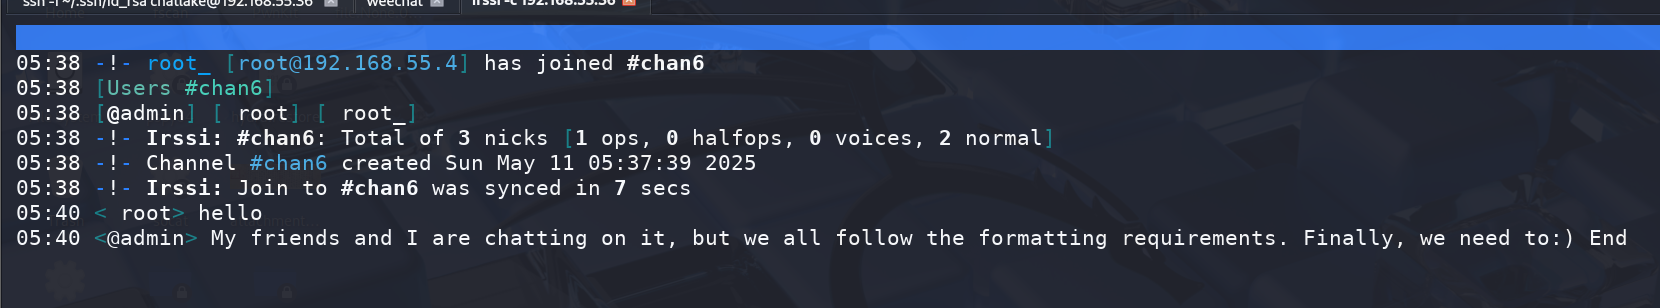 ssh -i ~/.ssh/id_rsa challake@192.168.55.36 weechat irssi -c 192.168.55.36
05:38 -!- root_ [root@192.168.55.4] has joined #chan6
05:38 [Users #chan6]
05:38 [@admin] [ root] [ root_]
05:38 -!- Irssi: #chan6: Total of 3 nicks [1 ops, 0 halfops, 0 voices, 2 normal]
05:38 -!- Channel #chan6 created Sun May 11 05:37:39 2025
05:38 -!- Irssi: Join to #chan6 was synced in 7 secs
05:40 < root> hello
05:40 <@admin> My friends and I are chatting on it, but we all follow the formatting requirements. Finally, we need to:) End